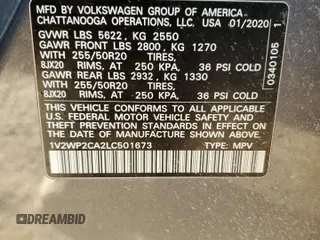 MFD BY VOLKSWAGEN GROUP OF AMERICA
CHATTANOOGA OPERATIONS, LLC. USA 01/2020
GVWR LBS 5622, KG 2550
GAWR FRONT LBS 2800, KG 1270
WITH 255/50R20 TIRES,
8JX20 RIMS, AT 250 KPA, 36 PSI COLD
GAWR REAR LBS 2932, KG 1330
WITH 255/50R20 TIRES,
8JX20 RIMS, AT 250 KPA, 36 PSI COLD
THIS VEHICLE CONFORMS TO ALL APPLICABLE
U.S. FEDERAL MOTOR VEHICLE SAFETY
STANDARDS IN EFFECT ON THE
DATE OF MANUFACTURE SHOWN ABOVE
1V2WP2CA2LC501673 TYPE: MPV
0340105 1
DREAMBID